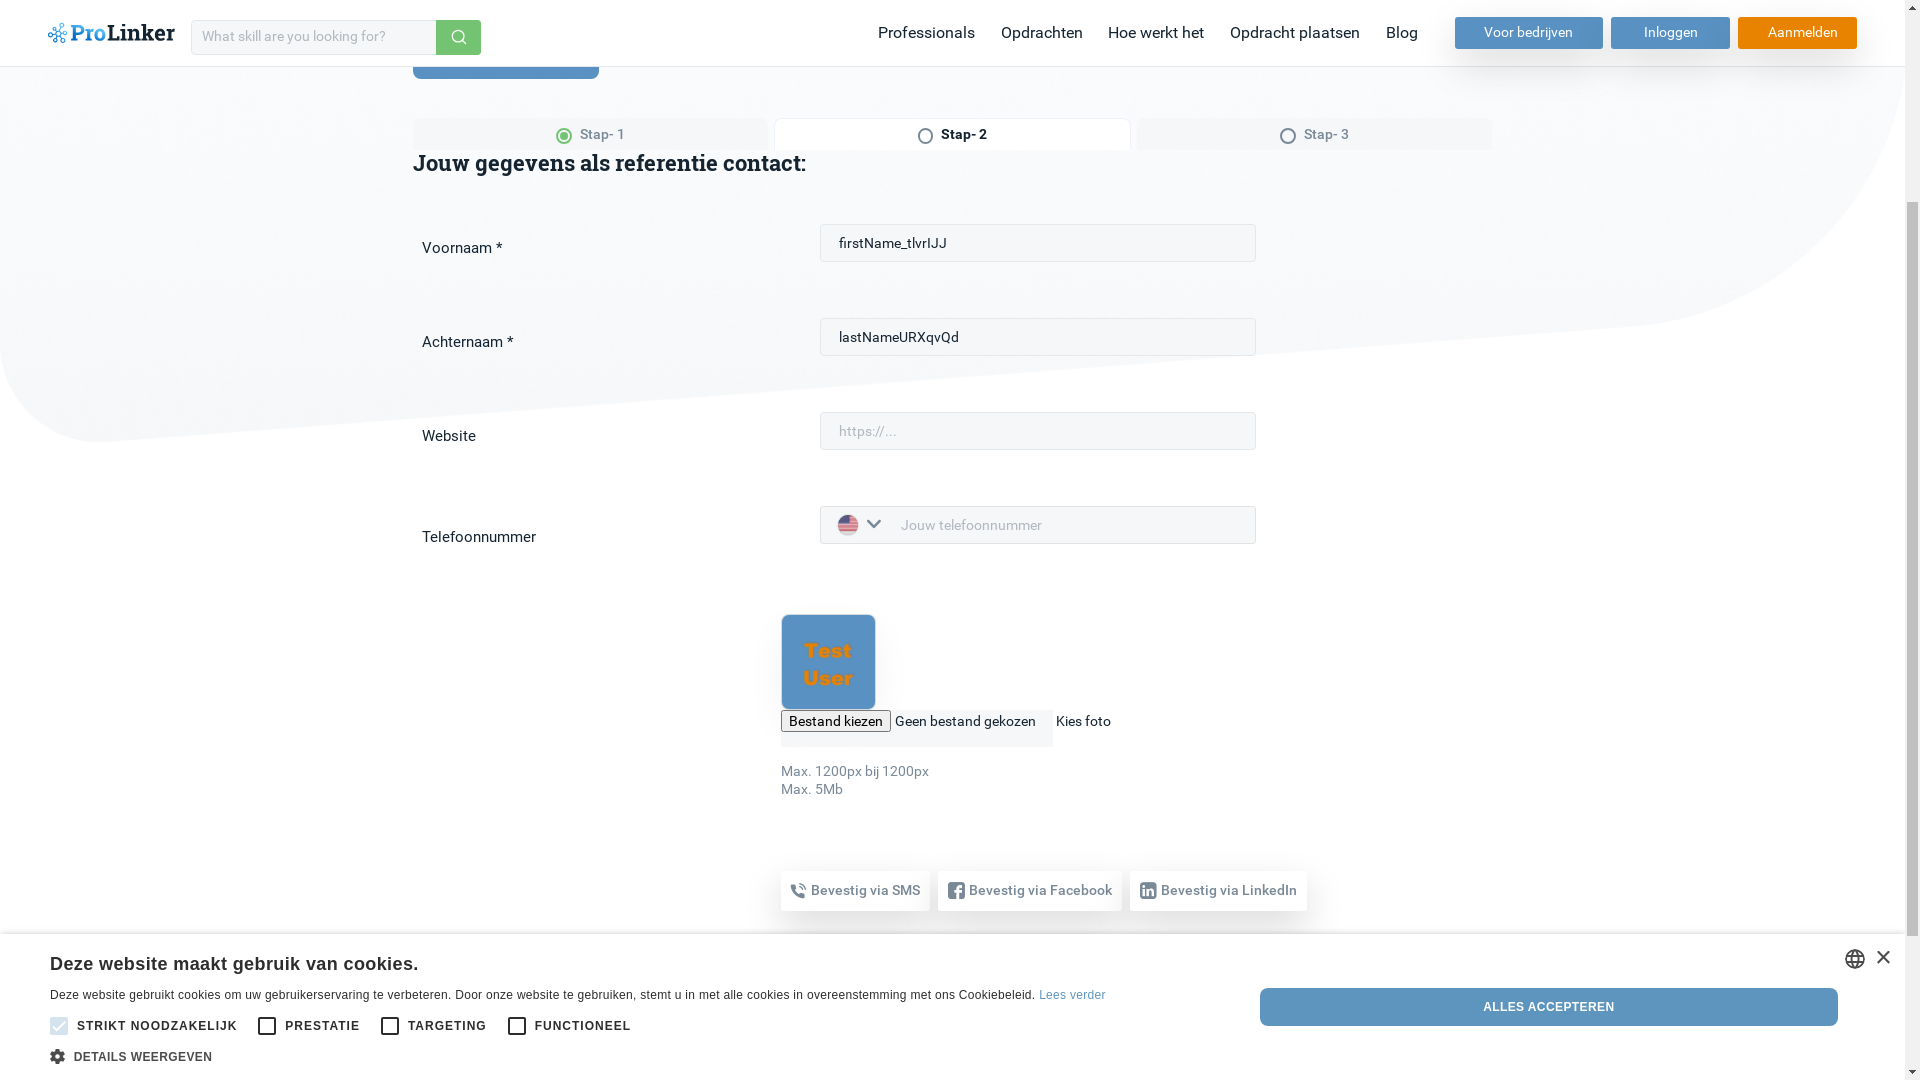 ProLinker
What skill are you looking for?
Professionals
Opdrachten
Hoe werkt het
Opdracht plaatsen
Blog
Voor bedrijven
Inloggen
Aanmelden
Stap- 1
Stap- 2
Stap- 3
Jouw gegevens als referentie contact:
Voornaam *
firstName_tlvrIJJ
Achternaam *
lastNameURXqvQd
Website
https://...
Telefoonnummer
Jouw telefoonnummer
Test
User
Bestand kiezen Geen bestand gekozen
Kies foto
Max. 1200px bij 1200px
Max. 5Mb
Bevestig via SMS
Bevestig via Facebook
Bevestig via LinkedIn
Deze website maakt gebruik van cookies.
Deze website gebruikt cookies om uw gebruikerservaring te verbeteren. Door onze website te gebruiken, stemt u in met alle cookies in overeenstemming met ons Cookiebeleid. Lees verder
STRIKT NOODZAKELIJK
PRESTATIE
TARGETING
FUNCTIONEEL
DETAILS WEERGEVEN
ALLES ACCEPTEREN